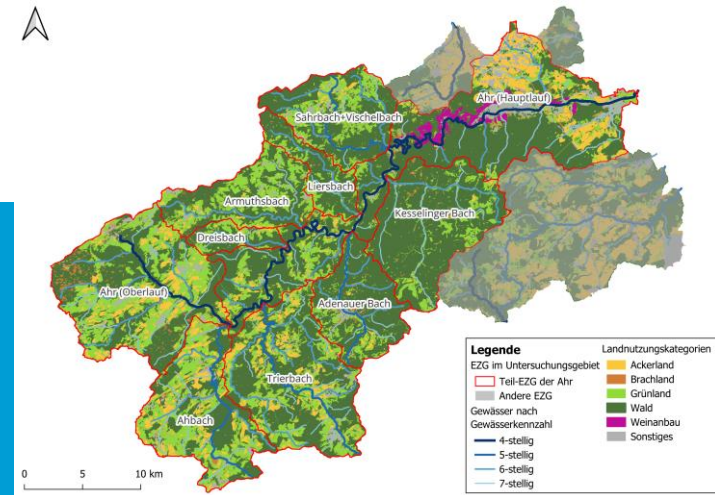 Sahrbach+Vischelbach
Ahr (Hauptlauf)
Liersbach
Armuthsbach
Kesselinger Bach
Dreisbach
Ahr (Oberlauf)
Adenauer Bach
Trierbach
Ahbach
0 5 10 km
Legende
EZG im Untersuchungsgebiet
Teil-EZG der Ahr
Andere EZG
Gewässer nach
Gewässerkennzahl
4-stellig
5-stellig
6-stellig
7-stellig
Landnutzungskategorien
Ackerland
Brachland
Grünland
Wald
Weinanbau
Sonstiges